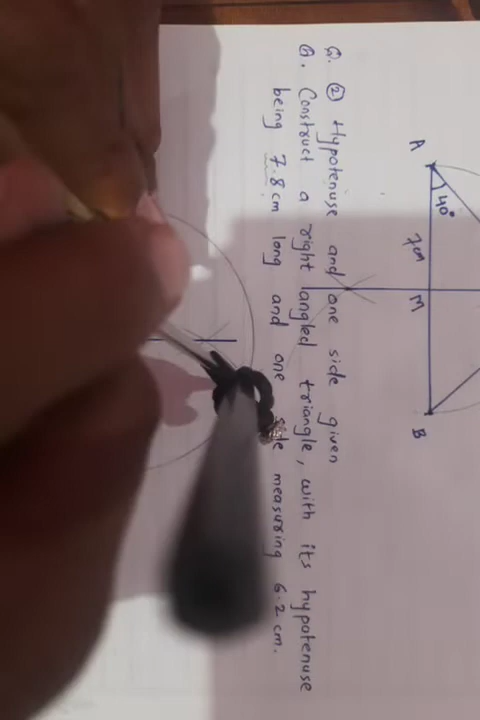 A
40°
7cm
M
B
Q. ② Hypotenuse and one side given
Q. Construct a right angled triangle, with its hypotenuse
being 7.8 cm long and one side measuring 6.2 cm.